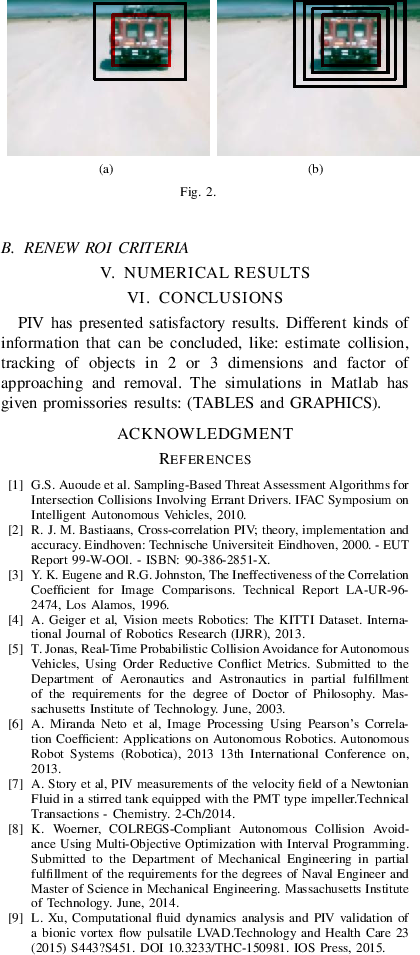 (a)
(b)
Fig. 2.
B. RENEW ROI CRITERIA
V. NUMERICAL RESULTS
VI. CONCLUSIONS
PIV has presented satisfactory results. Different kinds of
information that can be concluded, like: estimate collision,
tracking of objects in 2 or 3 dimensions and factor of
approaching and removal. The simulations in Matlab has
given promissories results: (TABLES and GRAPHICS).
ACKNOWLEDGMENT
REFERENCES
[1] G.S. Auoude et al. Sampling-Based Threat Assessment Algorithms for
Intersection Collisions Involving Errant Drivers. IFAC Symposium on
Intelligent Autonomous Vehicles, 2010.
[2] R. J. M. Bastiaans, Cross-correlation PIV; theory, implementation and
accuracy. Eindhoven: Technische Universiteit Eindhoven, 2000. - EUT
Report 99-W-OOI. - ISBN: 90-386-2851-X.
[3] Y. K. Eugene and R.G. Johnston, The Ineffectiveness of the Correlation
Coefficient for Image Comparisons. Technical Report LA-UR-96-
2474, Los Alamos, 1996.
[4] A. Geiger et al, Vision meets Robotics: The KITTI Dataset. Interna-
tional Journal of Robotics Research (IJRR), 2013.
[5] T. Jonas, Real-Time Probabilistic Collision Avoidance for Autonomous
Vehicles, Using Order Reductive Conflict Metrics. Submitted to the
Department of Aeronautics and Astronautics in partial fulfillment
of the requirements for the degree of Doctor of Philosophy. Mas-
sachusetts Institute of Technology. June, 2003.
[6] A. Miranda Neto et al, Image Processing Using Pearson's Correla-
tion Coefficient: Applications on Autonomous Robotics. Autonomous
Robot Systems (Robotica), 2013 13th International Conference on,
2013.
[7] A. Story et al, PIV measurements of the velocity field of a Newtonian
Fluid in a stirred tank equipped with the PMT type impeller.Technical
Transactions - Chemistry. 2-Ch/2014.
[8] K. Woerner, COLREGS-Compliant Autonomous Collision Avoid-
ance Using Multi-Objective Optimization with Interval Programming.
Submitted to the Department of Mechanical Engineering in partial
fulfillment of the requirements for the degrees of Naval Engineer and
Master of Science in Mechanical Engineering. Massachusetts Institute
of Technology. June, 2014.
[9] L. Xu, Computational fluid dynamics analysis and PIV validation of
a bionic vortex flow pulsatile LVAD.Technology and Health Care 23
(2015) S443?S451. DOI 10.3233/THC-150981. IOS Press, 2015.